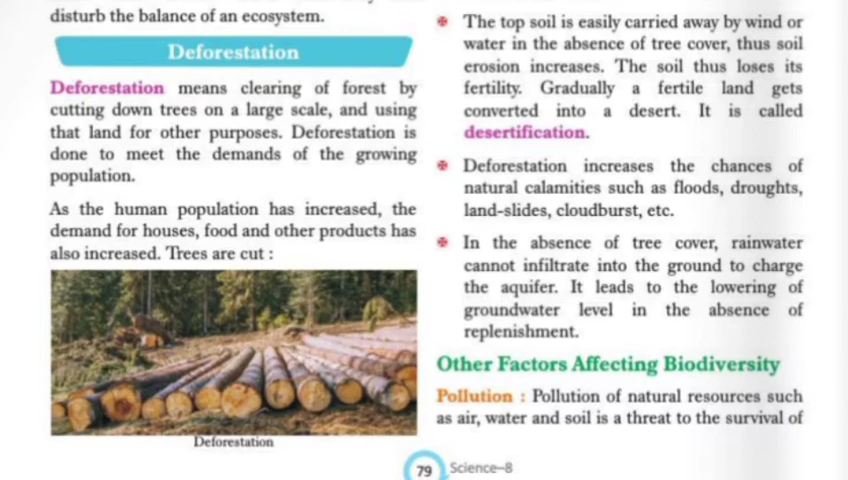 disturb the balance of an ecosystem.
Deforestation
Deforestation means clearing of forest by
cutting down trees on a large scale, and using
that land for other purposes. Deforestation is
done to meet the demands of the growing
population.
As the human population has increased, the
demand for houses, food and other products has
also increased. Trees are cut :
Deforestation
The top soil is easily carried away by wind or
water in the absence of tree cover, thus soil
erosion increases. The soil thus loses its
fertility. Gradually a fertile land gets
converted into a desert. It is called
desertification.
Deforestation increases the chances of
natural calamities such as floods, droughts,
land-slides, cloudburst, etc.
In the absence of tree cover, rainwater
cannot infiltrate into the ground to charge
the aquifer. It leads to the lowering of
groundwater level in the absence of
replenishment.
Other Factors Affecting Biodiversity
Pollution : Pollution of natural resources such
as air, water and soil is a threat to the survival of
79 Science–8